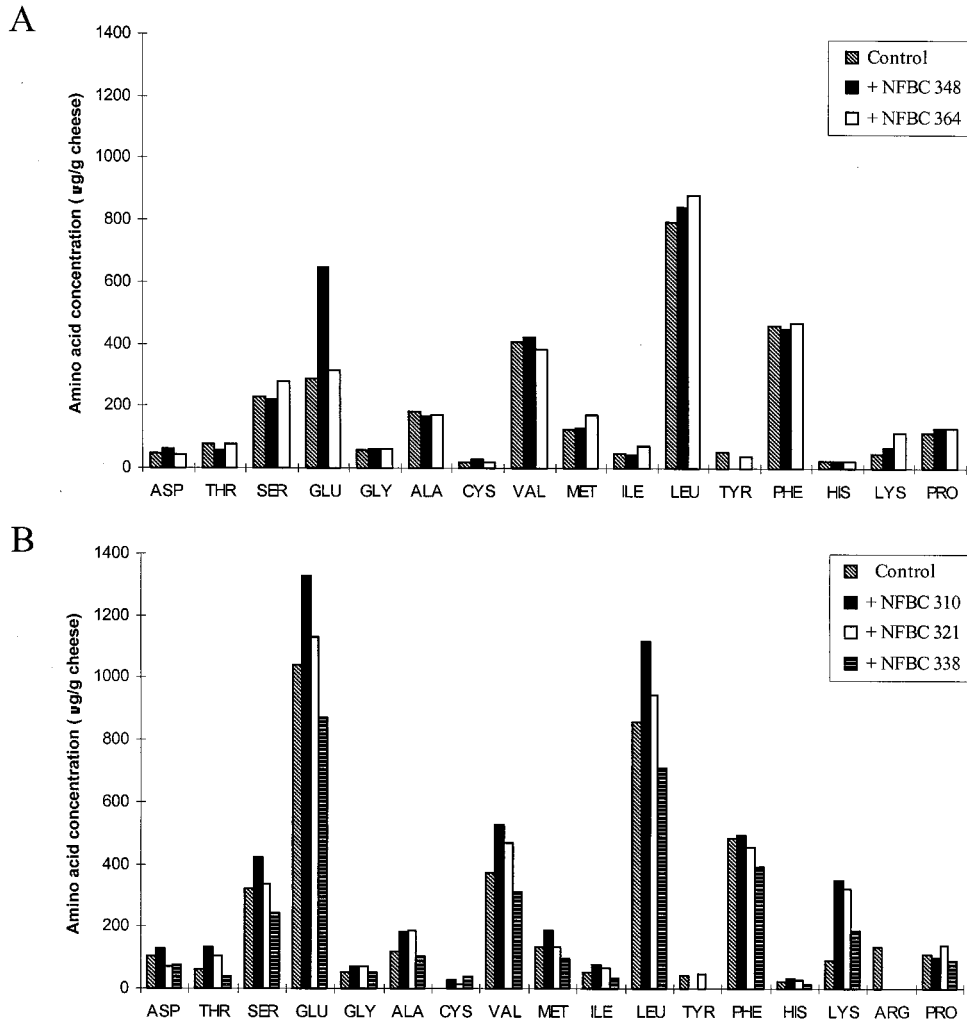 A
1400
1200
1000
800
600
400
200
0
Amino acid concentration ( ug/g cheese)
Control
+ NFBC 348
+ NFBC 364
ASP THR SER GLU GLY ALA CYS VAL MET ILE LEU TYR PHE HIS LYS PRO
B
1400
1200
1000
800
600
400
200
0
Amino acid concentration ( ug/g cheese)
Control
+ NFBC 310
+ NFBC 321
+ NFBC 338
ASP THR SER GLU GLY ALA CYS VAL MET ILE LEU TYR PHE HIS LYS ARG PRO